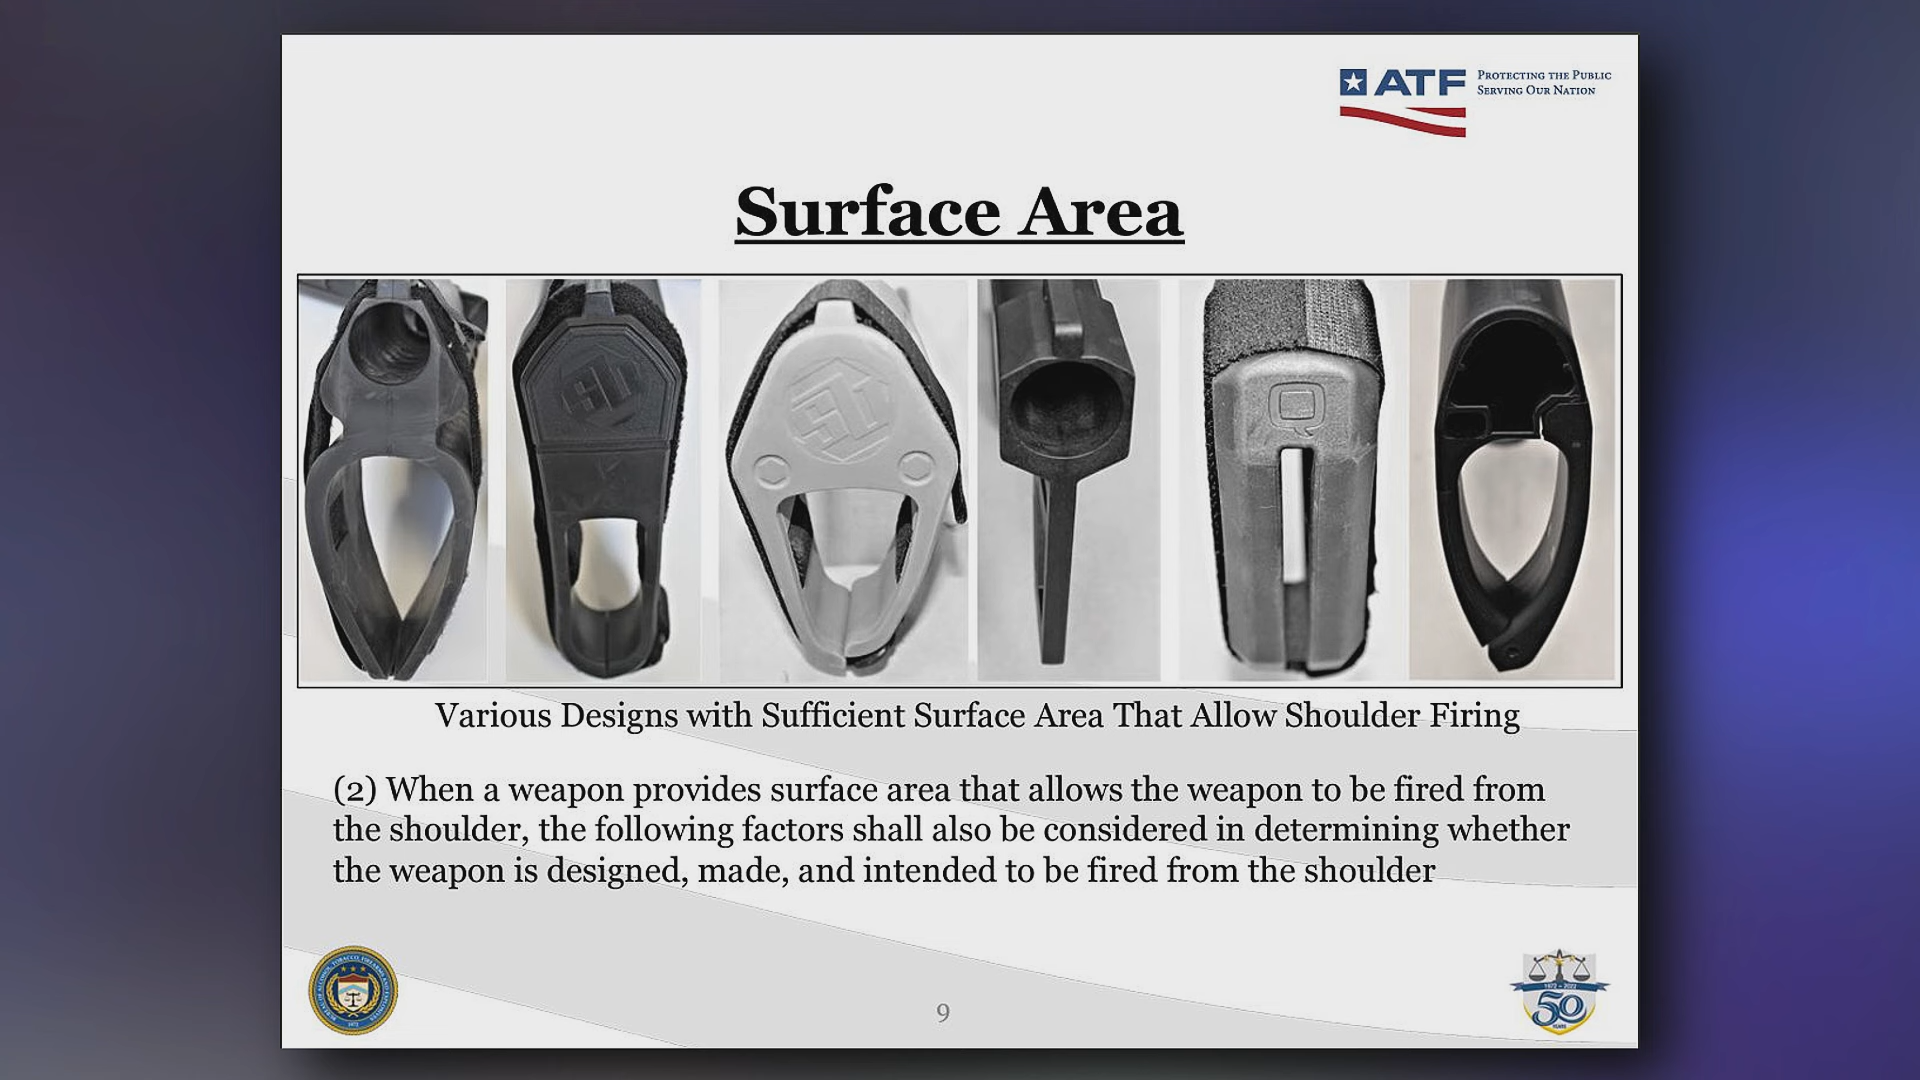 ATF
PROTECTING THE PUBLIC
SERVING OUR NATION
Surface Area
Q
Various Designs with Sufficient Surface Area That Allow Shoulder Firing
(2) When a weapon provides surface area that allows the weapon to be fired from
the shoulder, the following factors shall also be considered in determining whether
the weapon is designed, made, and intended to be fired from the shoulder
1972 - 2022
50
YEARS
9